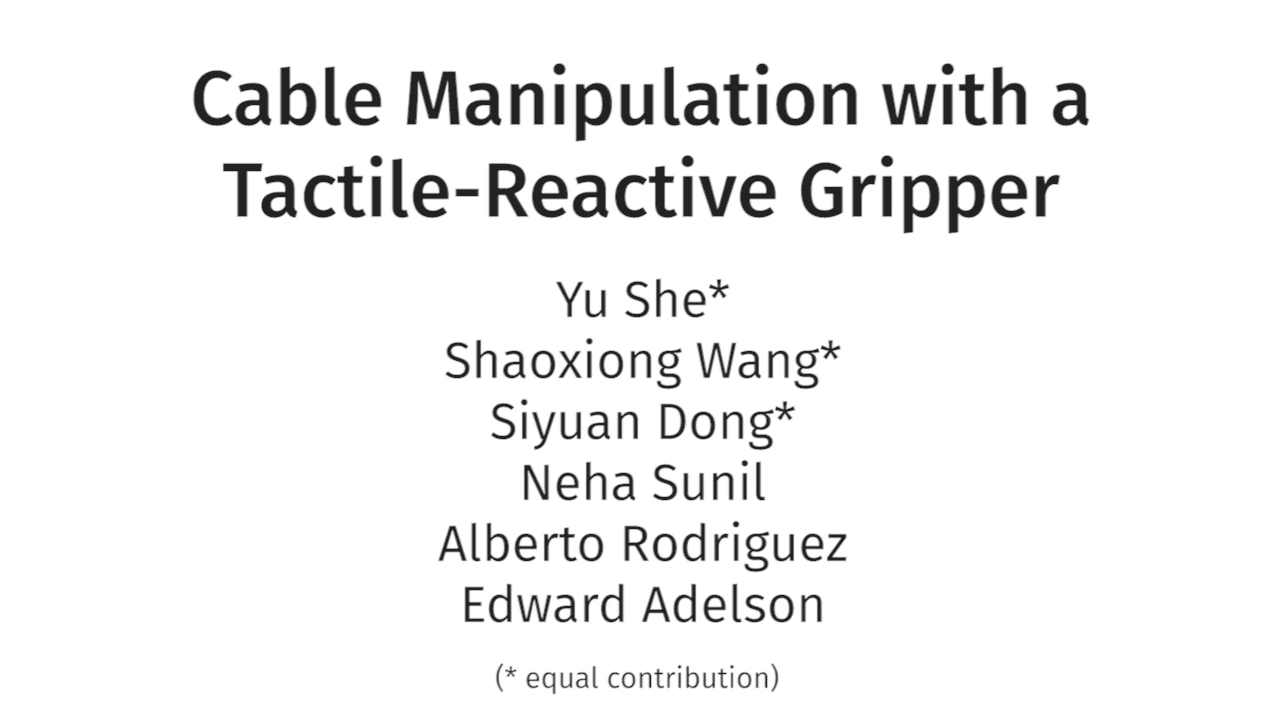 Cable Manipulation with a
Tactile-Reactive Gripper
Yu She*
Shaoxiong Wang*
Siyuan Dong*
Neha Sunil
Alberto Rodriguez
Edward Adelson
(* equal contribution)